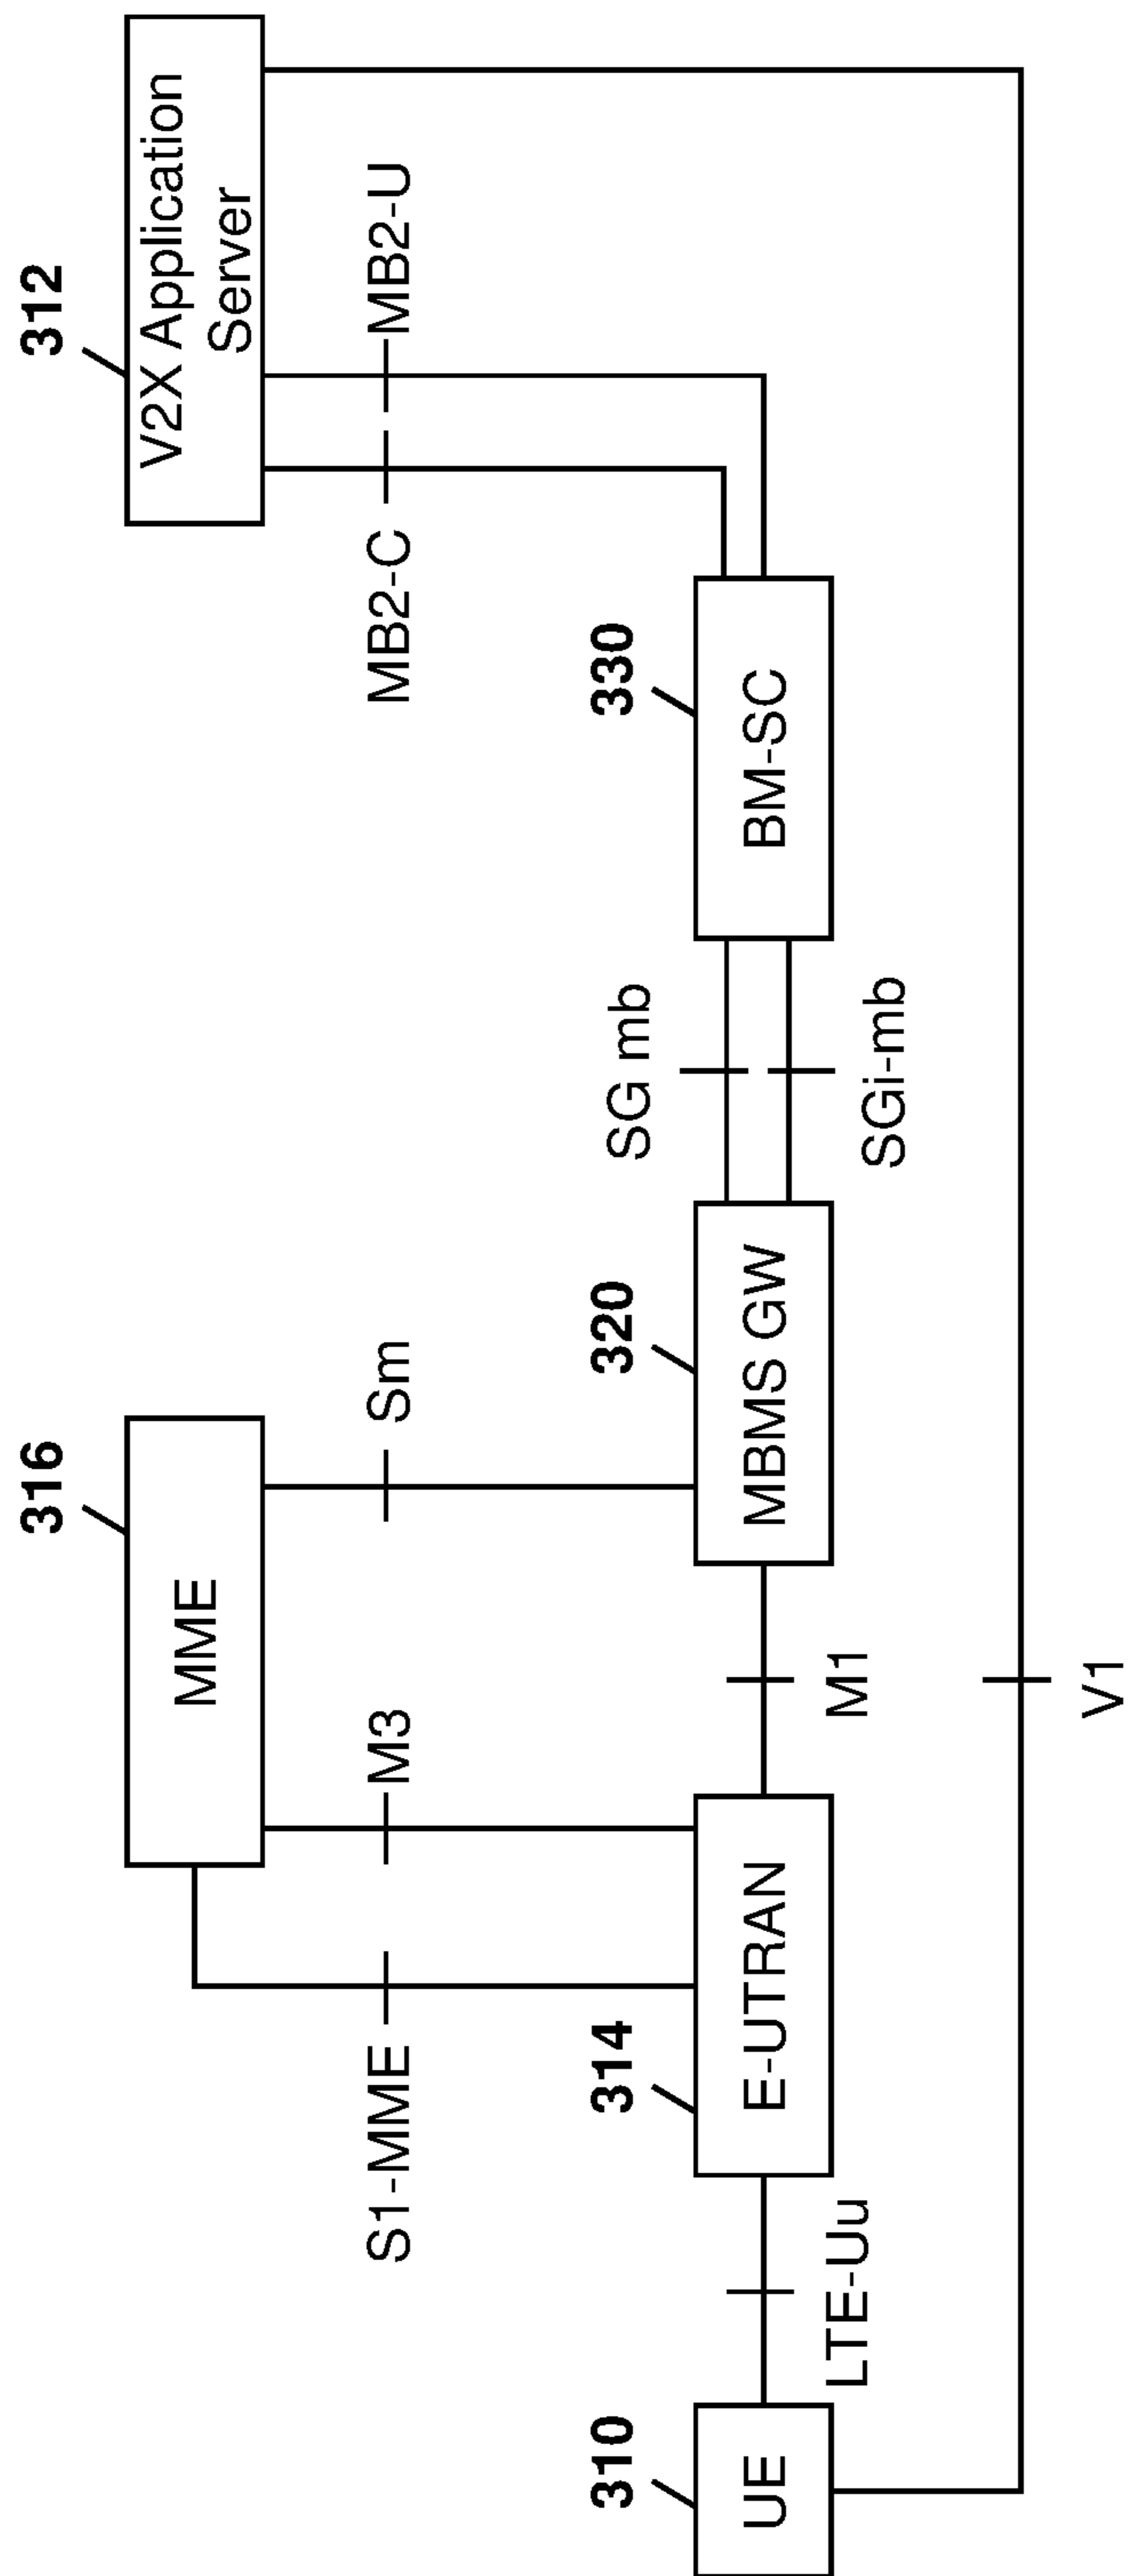 316
312
MME
V2X Application
Server
S1-MME
M3
Sm
MB2-C
MB2-U
310
314
320
330
UE
E-UTRAN
MBMS GW
BM-SC
SG mb
LTE-Uu
M1
SGi-mb
V1